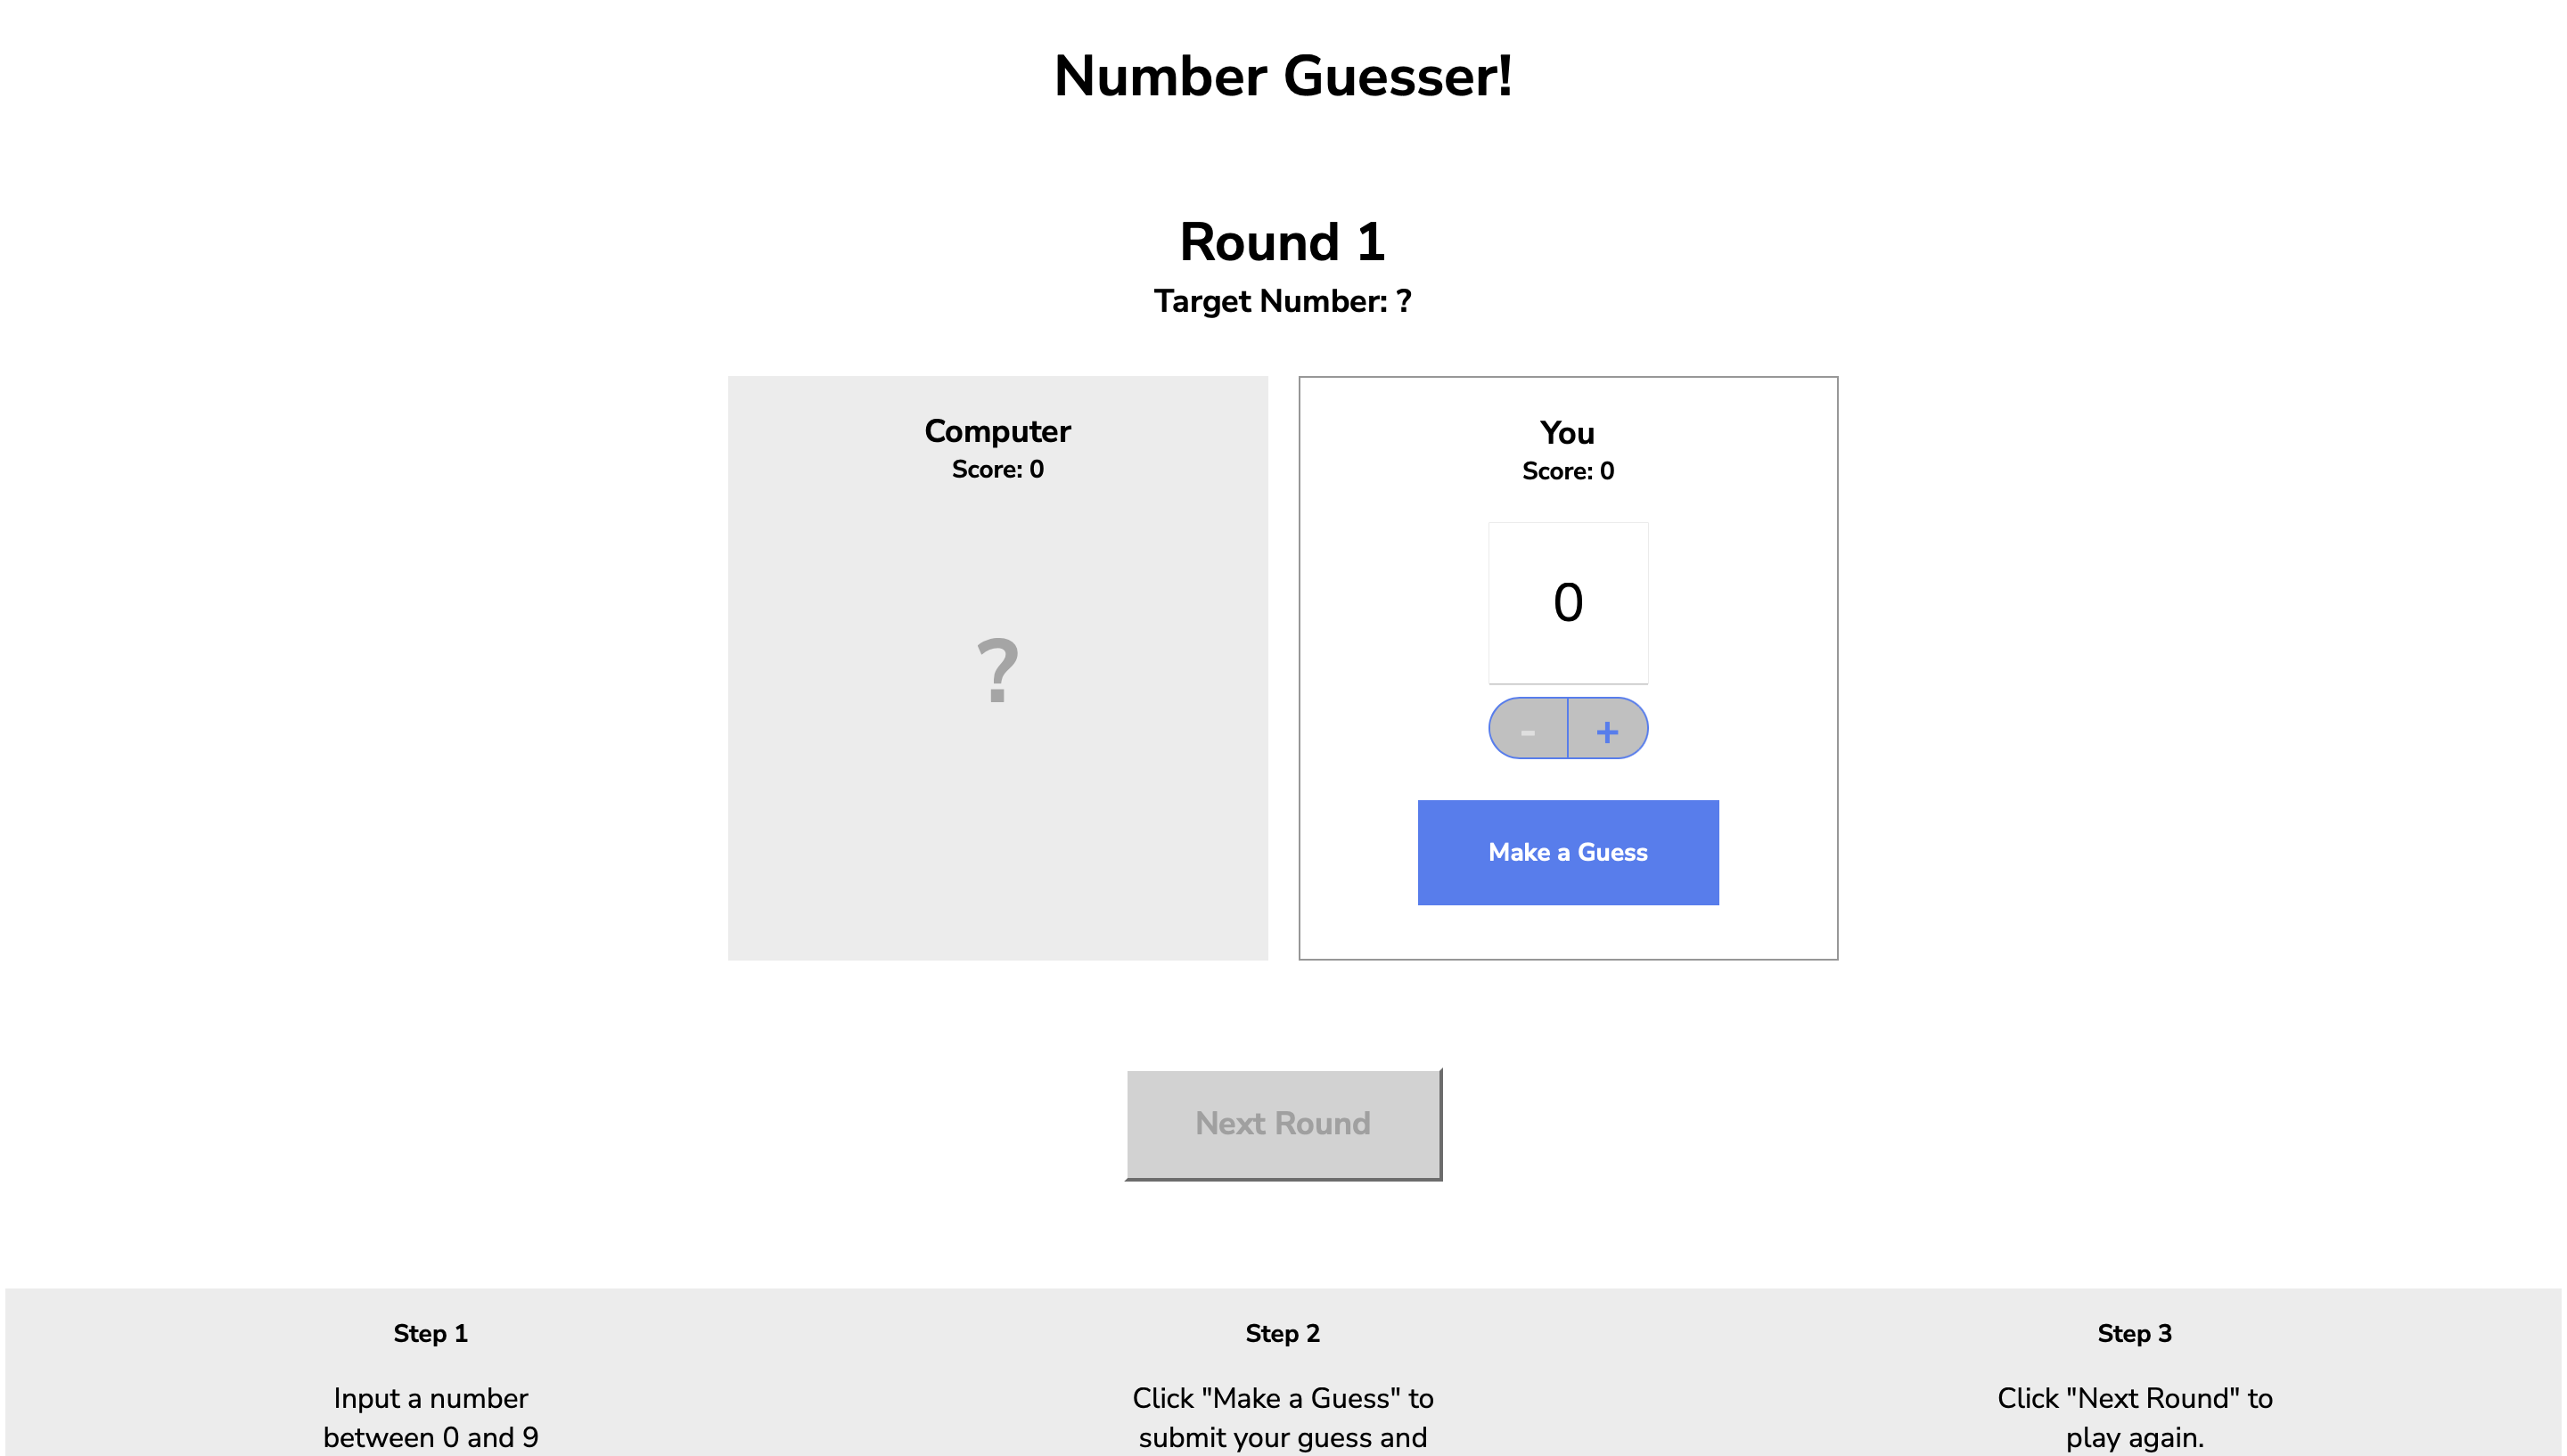 Number Guesser!
Round 1
Target Number: ?
Computer
Score: 0
?
You
Score: 0
0
- +
Make a Guess
Next Round
Step 1
Input a number
between 0 and 9
Step 2
Click "Make a Guess" to
submit your guess and
Step 3
Click "Next Round" to
play again.